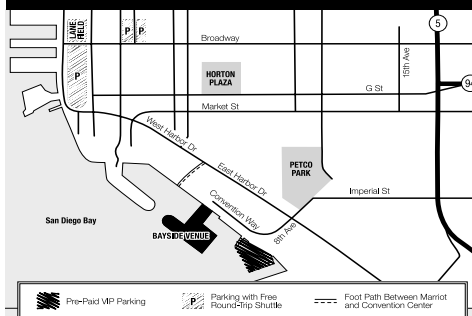 5
LANE
FIELD
P
P
Broadway
15th Ave
P
HORTON
PLAZA
94
G St
Market St
West Harbor Dr
East Harbor Dr
PETCO
PARK
Imperial St
Convention Way
San Diego Bay
8th Ave
BAYSIDE VENUE
Pre-Paid VIP Parking
P
Parking with Free
Round-Trip Shuttle
Foot Path Between Marriot
and Convention Center